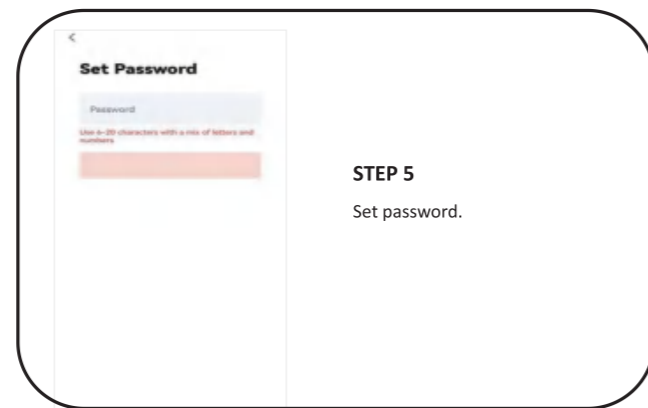 Set Password
Password
Use 6-20 characters with a mix of letters and
numbers
STEP 5
Set password.